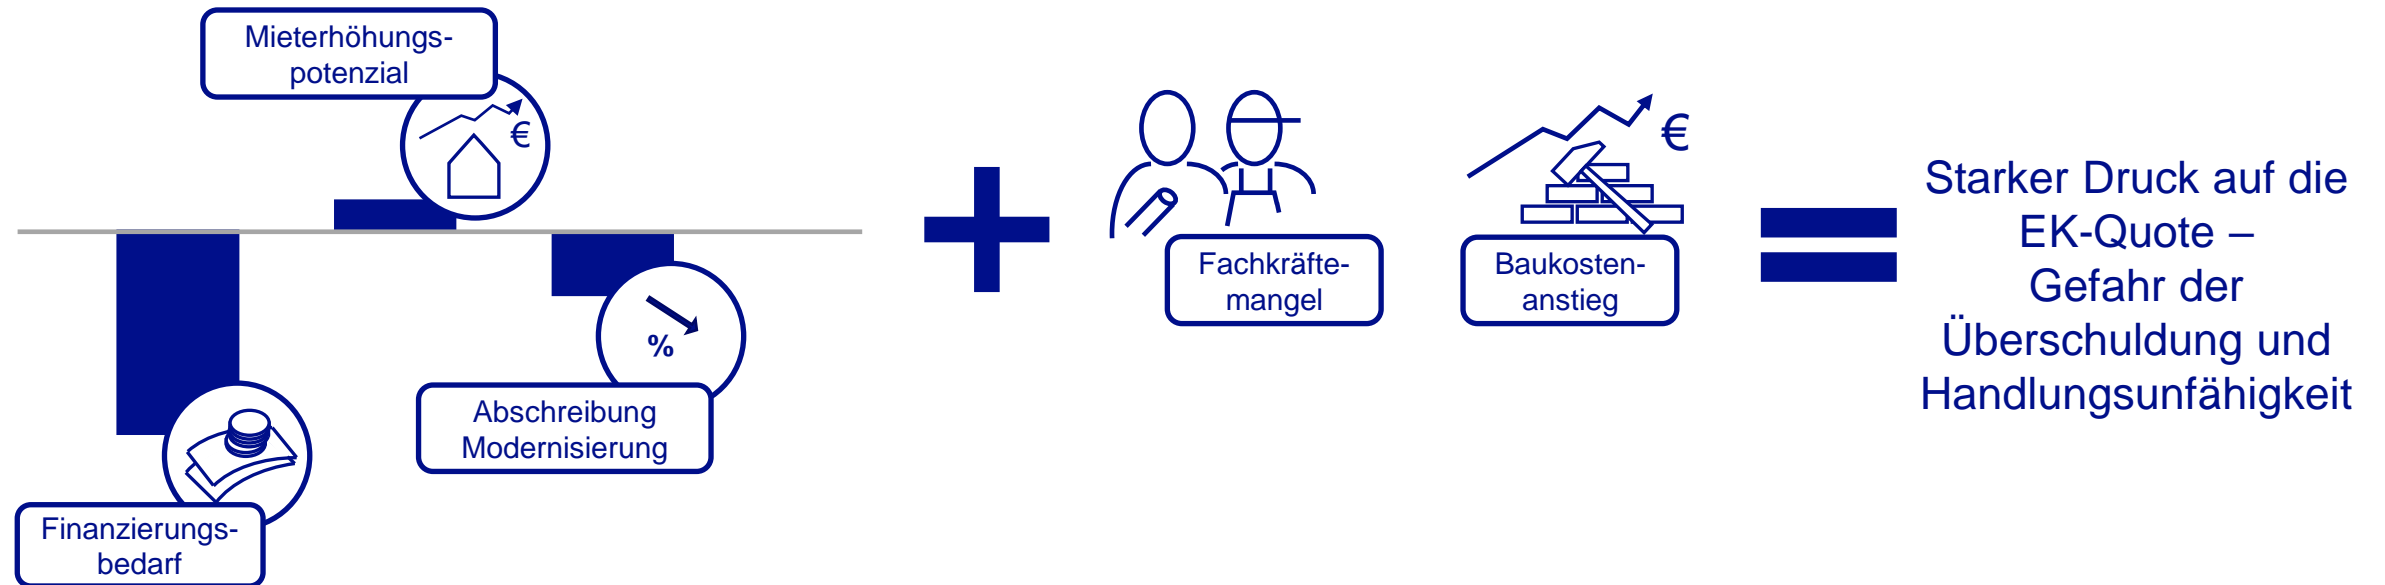 Mieterhöhungs-
potenzial
€
%
Abschreibung
Modernisierung
Finanzierungs-
bedarf
Fachkräfte-
mangel
€
Baukosten-
anstieg
Starker Druck auf die
EK-Quote –
Gefahr der
Überschuldung und
Handlungsunfähigkeit